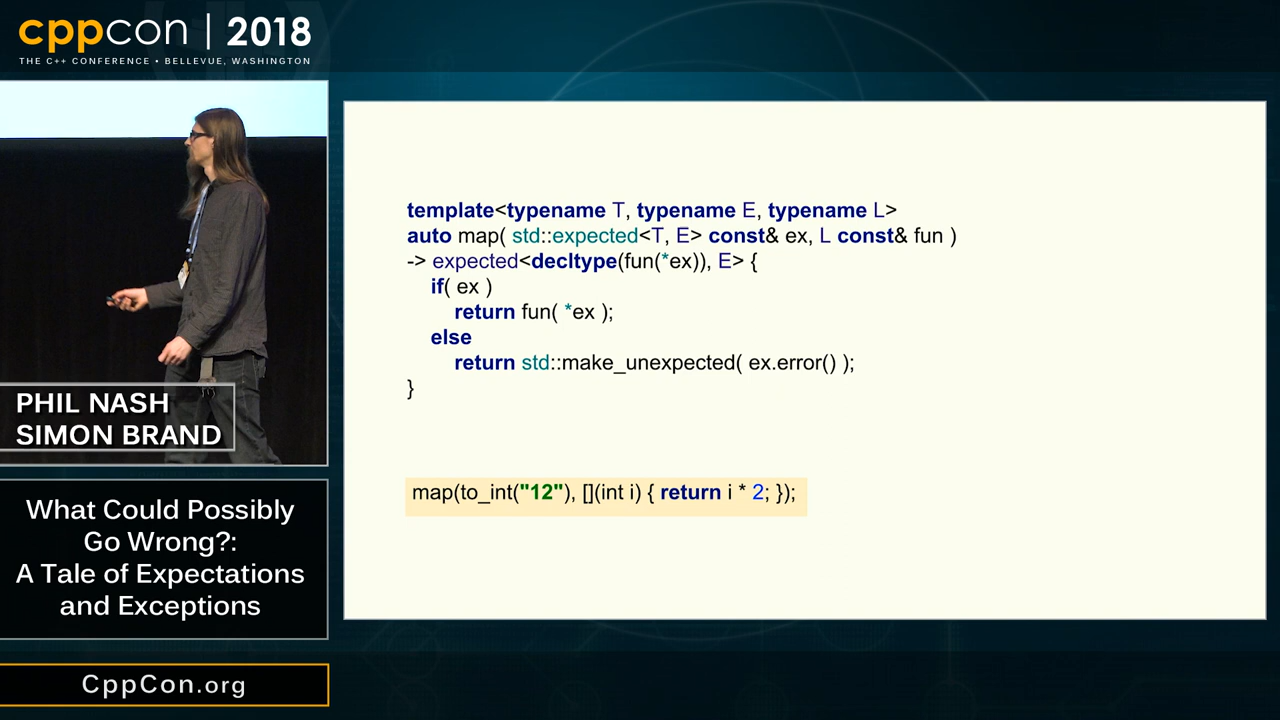 cppcon | 2018
THE C++ CONFERENCE • BELLEVUE, WASHINGTON
template<typename T, typename E, typename L>
auto map( std::expected<T, E> const& ex, L const& fun )
-> expected<decltype(fun(*ex)), E> {
if( ex )
return fun( *ex );
else
return std::make_unexpected( ex.error() );
}
map(to_int("12"), [](int i) { return i * 2; });
PHIL NASH
SIMON BRAND
What Could Possibly
Go Wrong?:
A Tale of Expectations
and Exceptions
CppCon.org